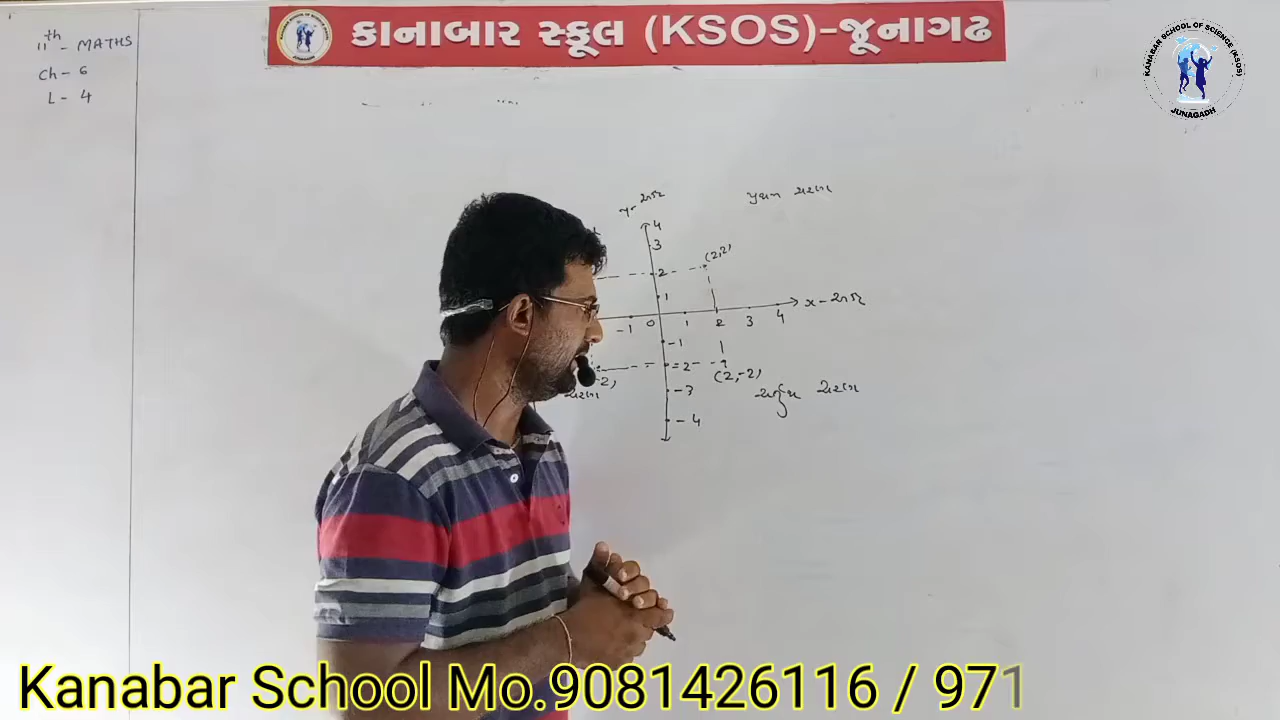 કાનાબાર સ્કૂલ (KSOS)-જૂનાગઢ
KANABAR SCHOOL OF SCIENCE (KSOS)
JUNAGADH
11th - MATHS
Ch - 6
L - 4
y-અક્ષ
પ્રથમ ચરણ
4
3
(2,2)
2
1
x-અક્ષ
-1 0 1 2 3 4
-1
-2
(2,-2)
-3
ચરણ
ચતુર્થ ચરણ
-4
Kanabar School Mo.9081426116 / 971